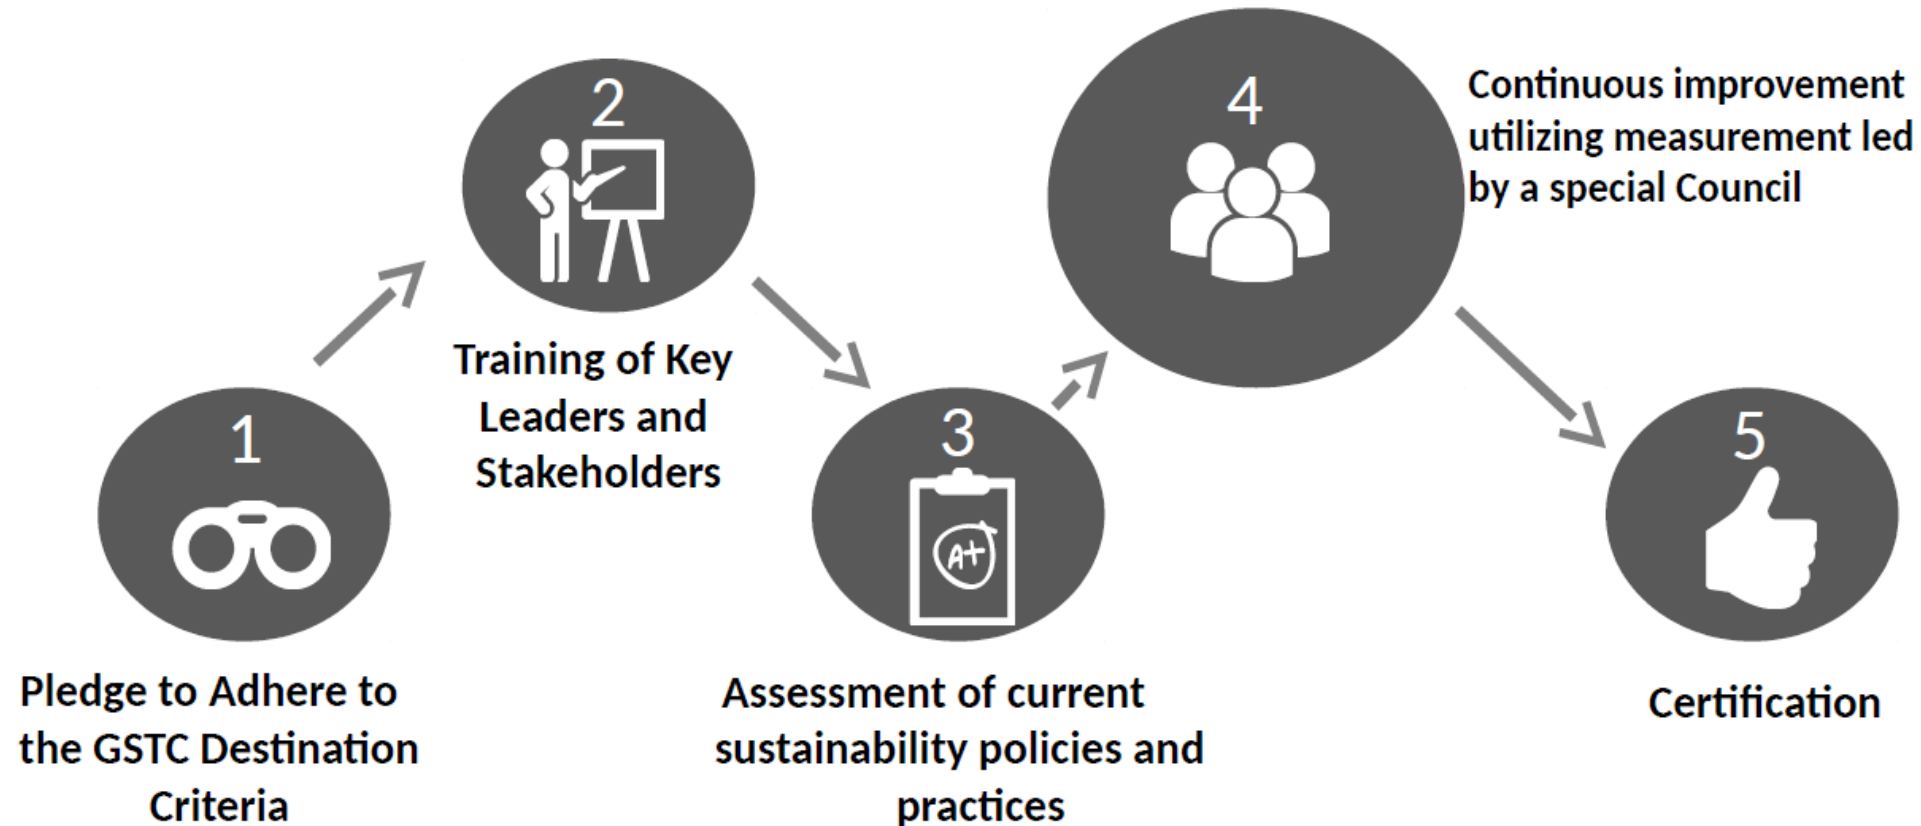 1
Pledge to Adhere to
the GSTC Destination
Criteria
2
Training of Key
Leaders and
Stakeholders
3
A+
Assessment of current
sustainability policies and
practices
4
Continuous improvement
utilizing measurement led
by a special Council
5
Certification